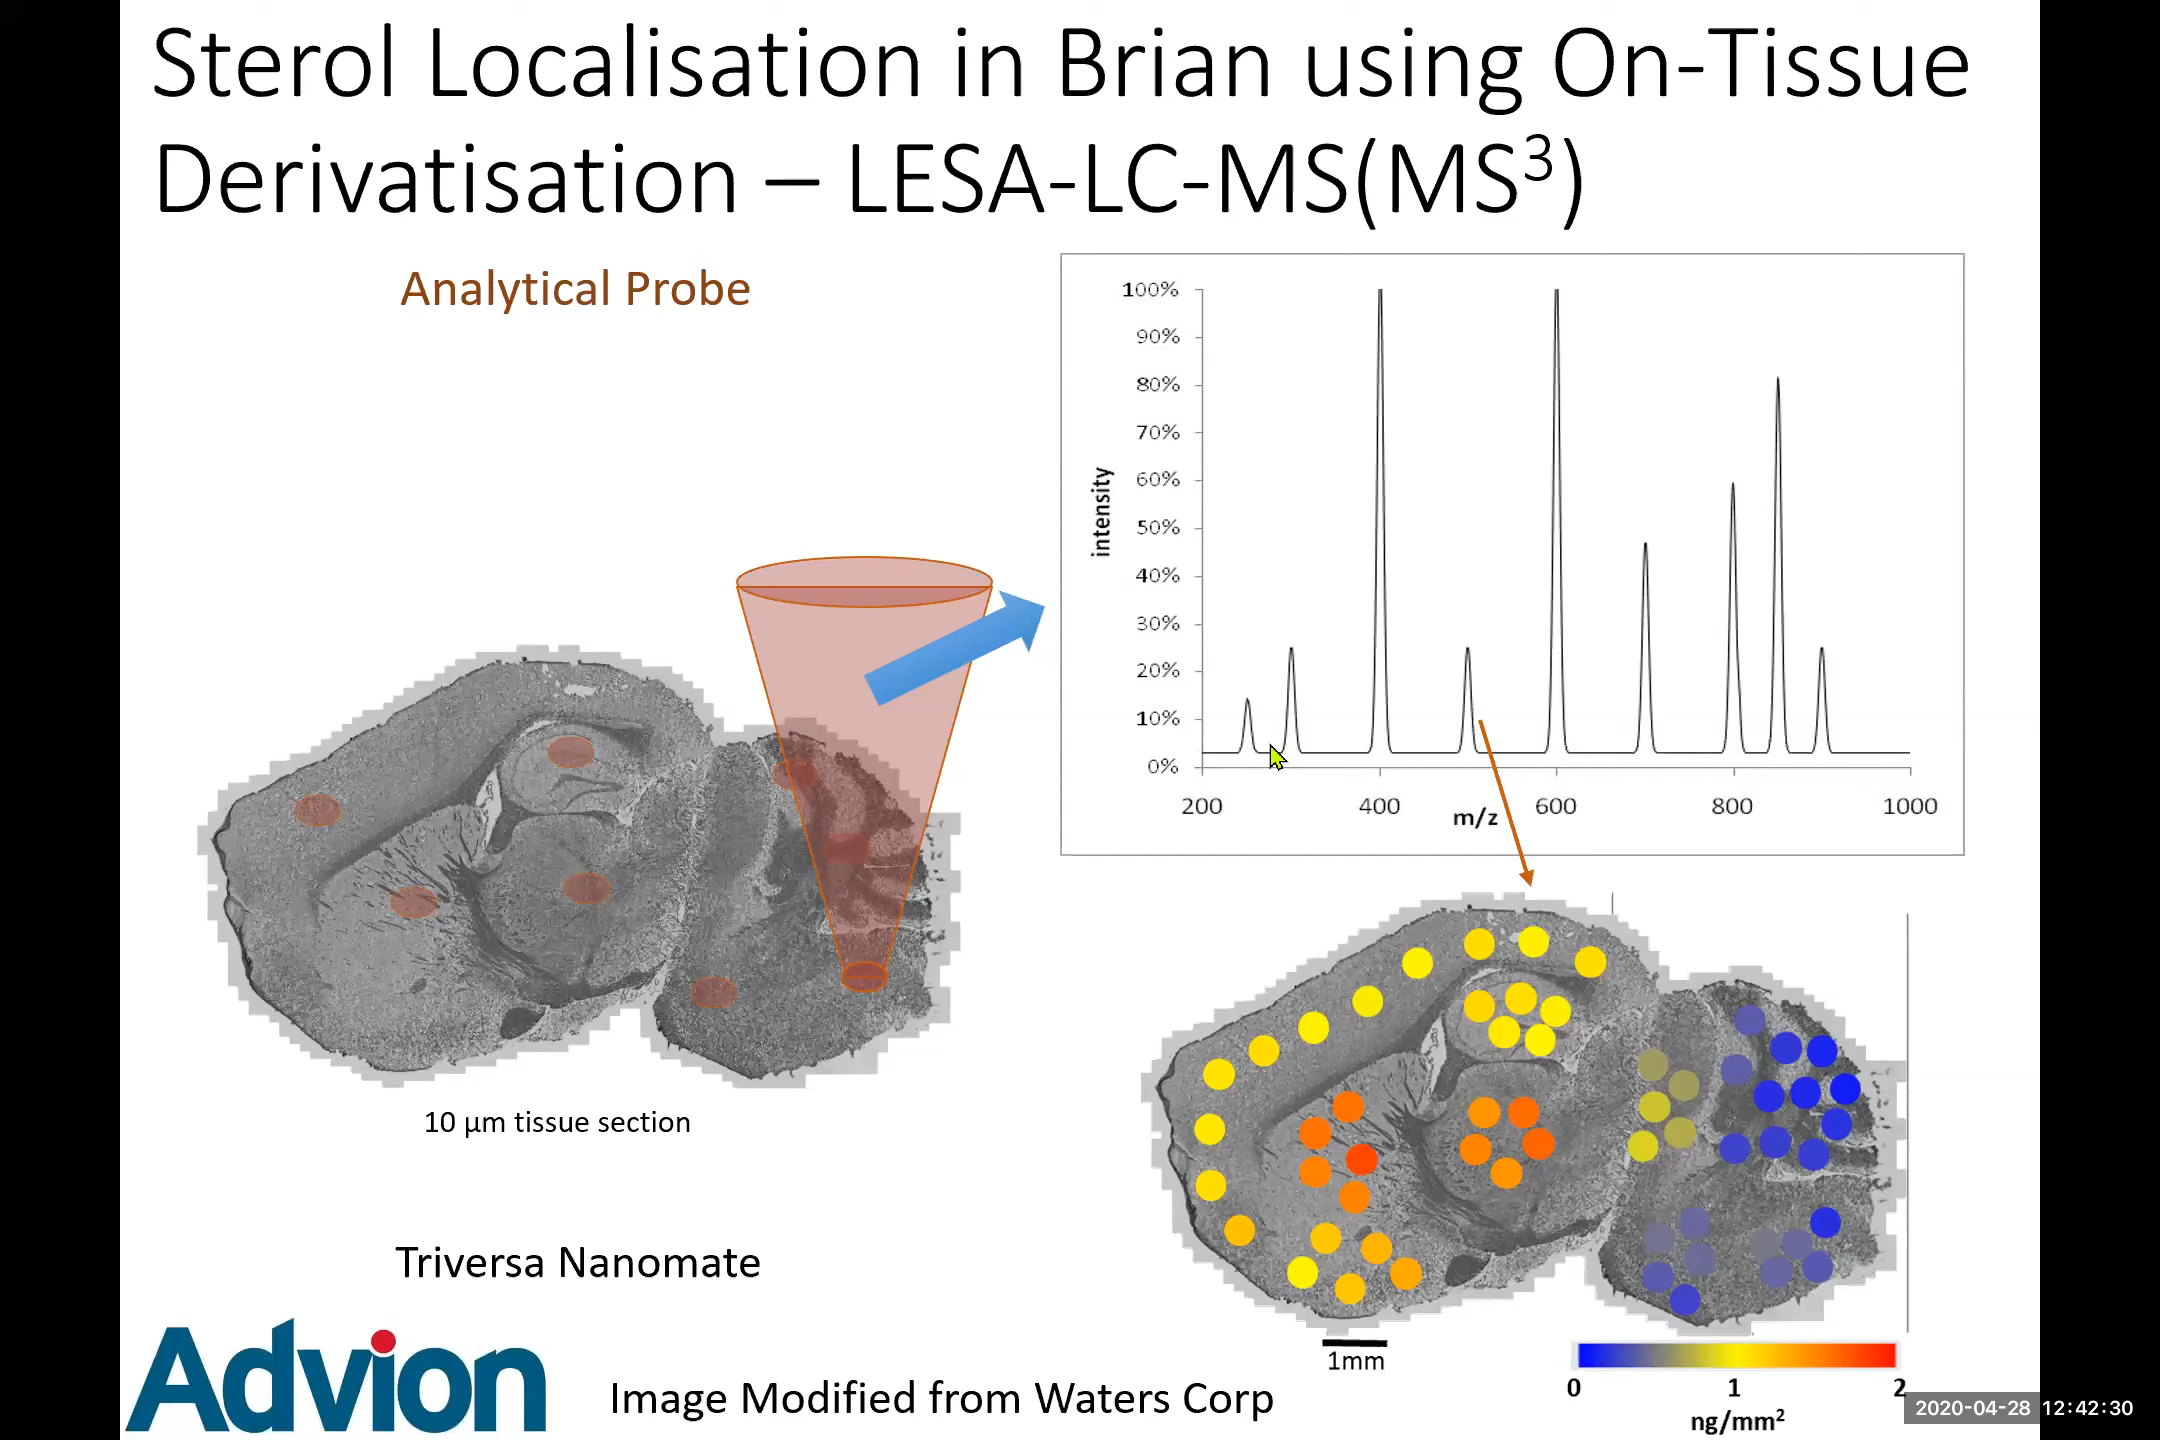 Sterol Localisation in Brian using On-Tissue
Derivatisation – LESA-LC-MS(MS³)
Analytical Probe
100%
90%
80%
70%
60%
50%
40%
30%
20%
10%
0%
intensity
200 400 600 800 1000
m/z
10 µm tissue section
Triversa Nanomate
Advion
Image Modified from Waters Corp
1mm
0 1 2
ng/mm²
2020-04-28 12:42:30